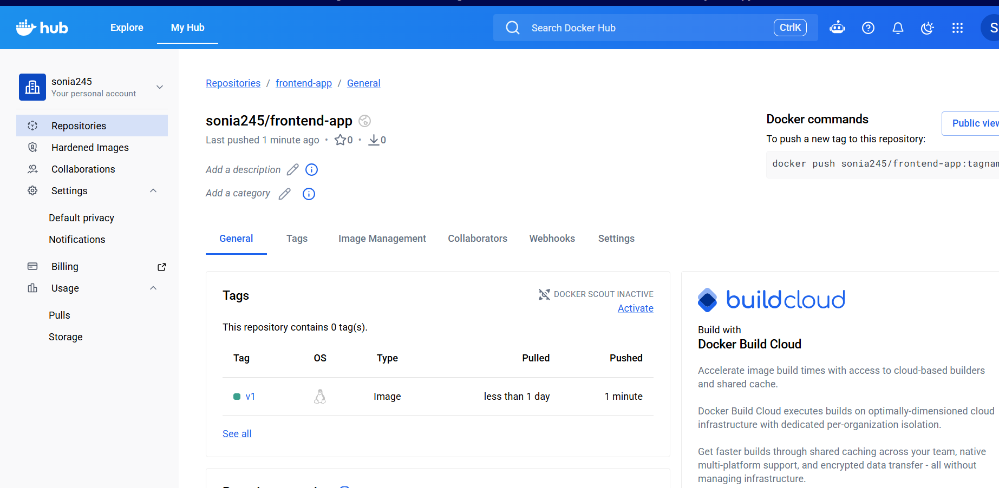 hub
Explore
My Hub
Search Docker Hub
CtrlK
S
sonia245
Your personal account
Repositories
Hardened Images
Collaborations
Settings
Default privacy
Notifications
Billing
Usage
Pulls
Storage
Repositories / frontend-app / General
sonia245/frontend-app
Last pushed 1 minute ago • 0 • 0
Add a description
Add a category
Docker commands
Public view
To push a new tag to this repository:
docker push sonia245/frontend-app:tagnam
General
Tags
Image Management
Collaborators
Webhooks
Settings
Tags
DOCKER SCOUT INACTIVE
Activate
This repository contains 0 tag(s).
Tag OS Type Pulled Pushed
v1 Image less than 1 day 1 minute
See all
buildcloud
Build with
Docker Build Cloud
Accelerate image build times with access to cloud-based builders
and shared cache.
Docker Build Cloud executes builds on optimally-dimensioned cloud
infrastructure with dedicated per-organization isolation.
Get faster builds through shared caching across your team, native
multi-platform support, and encrypted data transfer - all without
managing infrastructure.